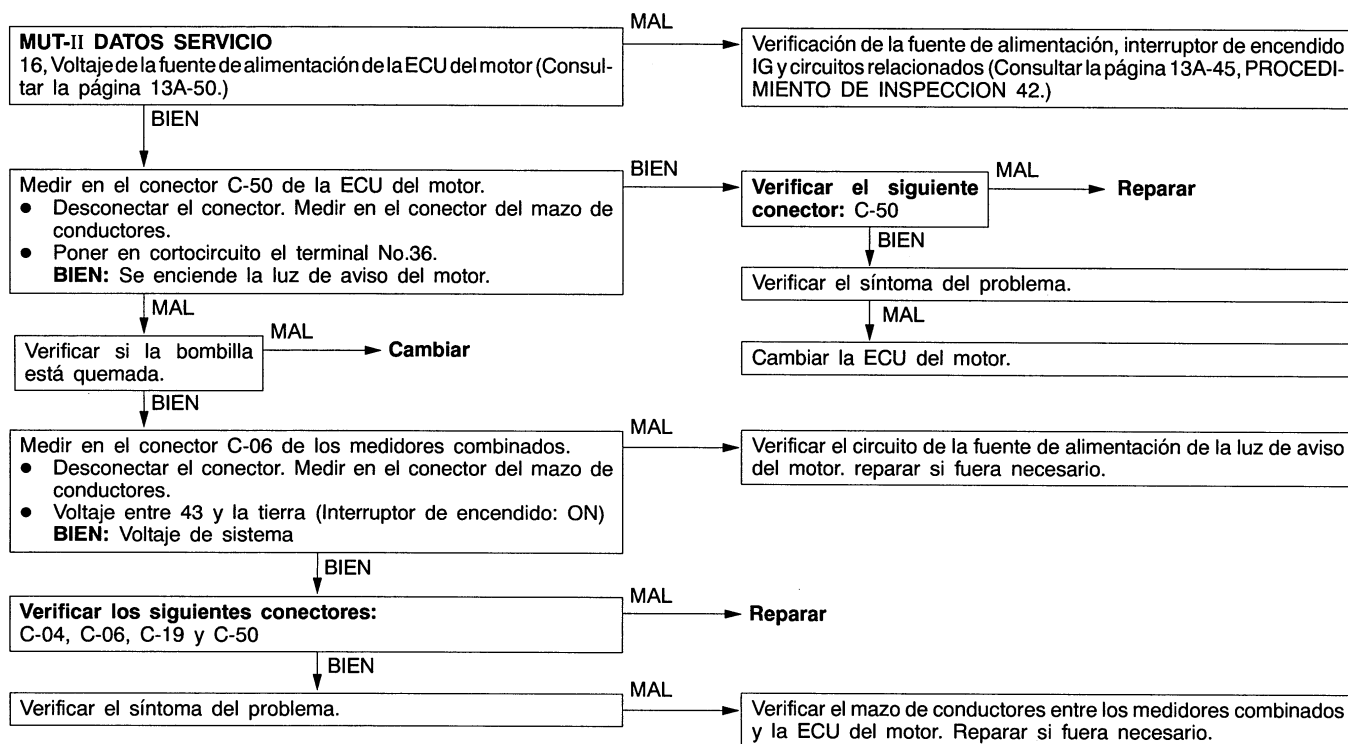 MUT-II DATOS SERVICIO
16, Voltaje de la fuente de alimentación de la ECU del motor (Consul-
tar la página 13A-50.)
MAL
Verificación de la fuente de alimentación, interruptor de encendido
IG y circuitos relacionados (Consultar la página 13A-45, PROCEDI-
MIENTO DE INSPECCION 42.)
BIEN
Medir en el conector C-50 de la ECU del motor.
● Desconectar el conector. Medir en el conector del mazo de
conductores.
● Poner en cortocircuito el terminal No.36.
BIEN: Se enciende la luz de aviso del motor.
BIEN
Verificar el siguiente
conector: C-50
MAL
Reparar
BIEN
Verificar el síntoma del problema.
MAL
Cambiar la ECU del motor.
MAL
Verificar si la bombilla
está quemada.
MAL
Cambiar
BIEN
Medir en el conector C-06 de los medidores combinados.
● Desconectar el conector. Medir en el conector del mazo de
conductores.
● Voltaje entre 43 y la tierra (Interruptor de encendido: ON)
BIEN: Voltaje de sistema
MAL
Verificar el circuito de la fuente de alimentación de la luz de aviso
del motor. reparar si fuera necesario.
BIEN
Verificar los siguientes conectores:
C-04, C-06, C-19 y C-50
MAL
Reparar
BIEN
Verificar el síntoma del problema.
MAL
Verificar el mazo de conductores entre los medidores combinados
y la ECU del motor. Reparar si fuera necesario.